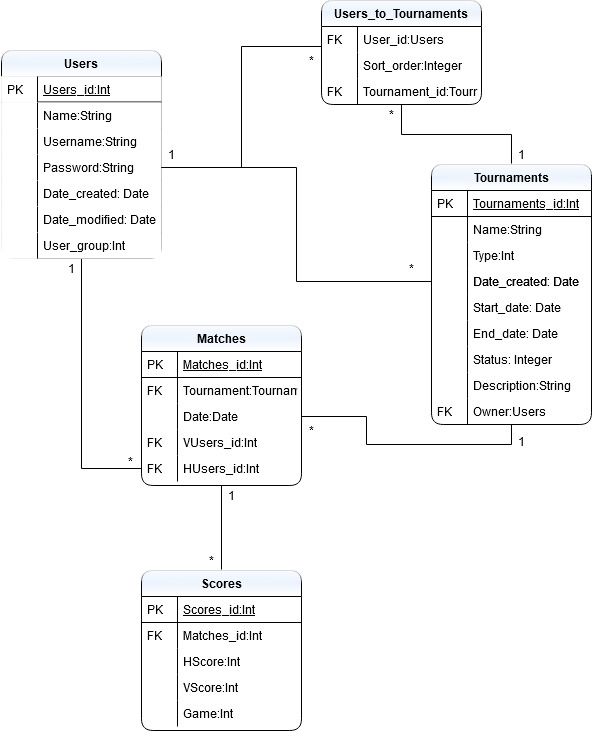 Users_to_Tournaments
FK User_id:Users
Sort_order:Integer
FK Tournament_id:Tourr
*
*
Users
PK Users_id:Int
Name:String
Username:String
Password:String
Date_created: Date
Date_modified: Date
User_group:Int
1
1
1
*
Tournaments
PK Tournaments_id:Int
Name:String
Type:Int
Date_created: Date
Start_date: Date
End_date: Date
Status: Integer
Description:String
FK Owner:Users
1
Matches
PK Matches_id:Int
FK Tournament:Tournam
Date:Date
FK VUsers_id:Int
FK HUsers_id:Int
*
*
1
*
Scores
PK Scores_id:Int
FK Matches_id:Int
HScore:Int
VScore:Int
Game:Int